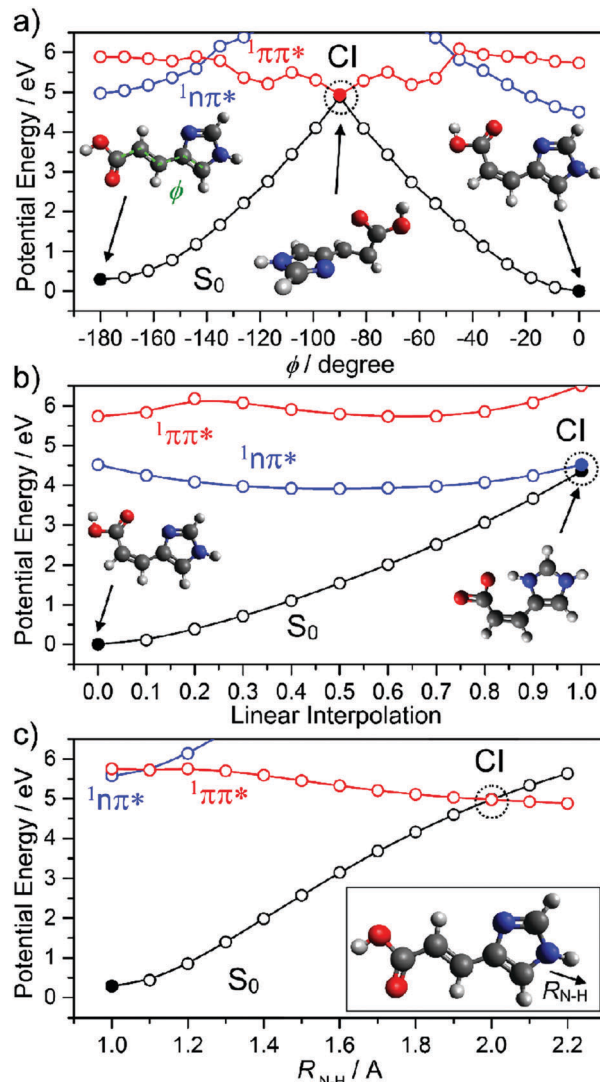 a)
CI
¹ππ*
¹nπ*
ϕ
S₀
Potential Energy / eV
6
5
4
3
2
1
0
-180 -160 -140 -120 -100 -80 -60 -40 -20 0
ϕ / degree
b)
¹ππ*
CI
¹nπ*
S₀
Potential Energy / eV
6
5
4
3
2
1
0
0.0 0.1 0.2 0.3 0.4 0.5 0.6 0.7 0.8 0.9 1.0
Linear Interpolation
c)
CI
¹nπ*
¹ππ*
S₀
R_N-H
Potential Energy / eV
6
5
4
3
2
1
0
1.0 1.2 1.4 1.6 1.8 2.0 2.2
R_N-H / A